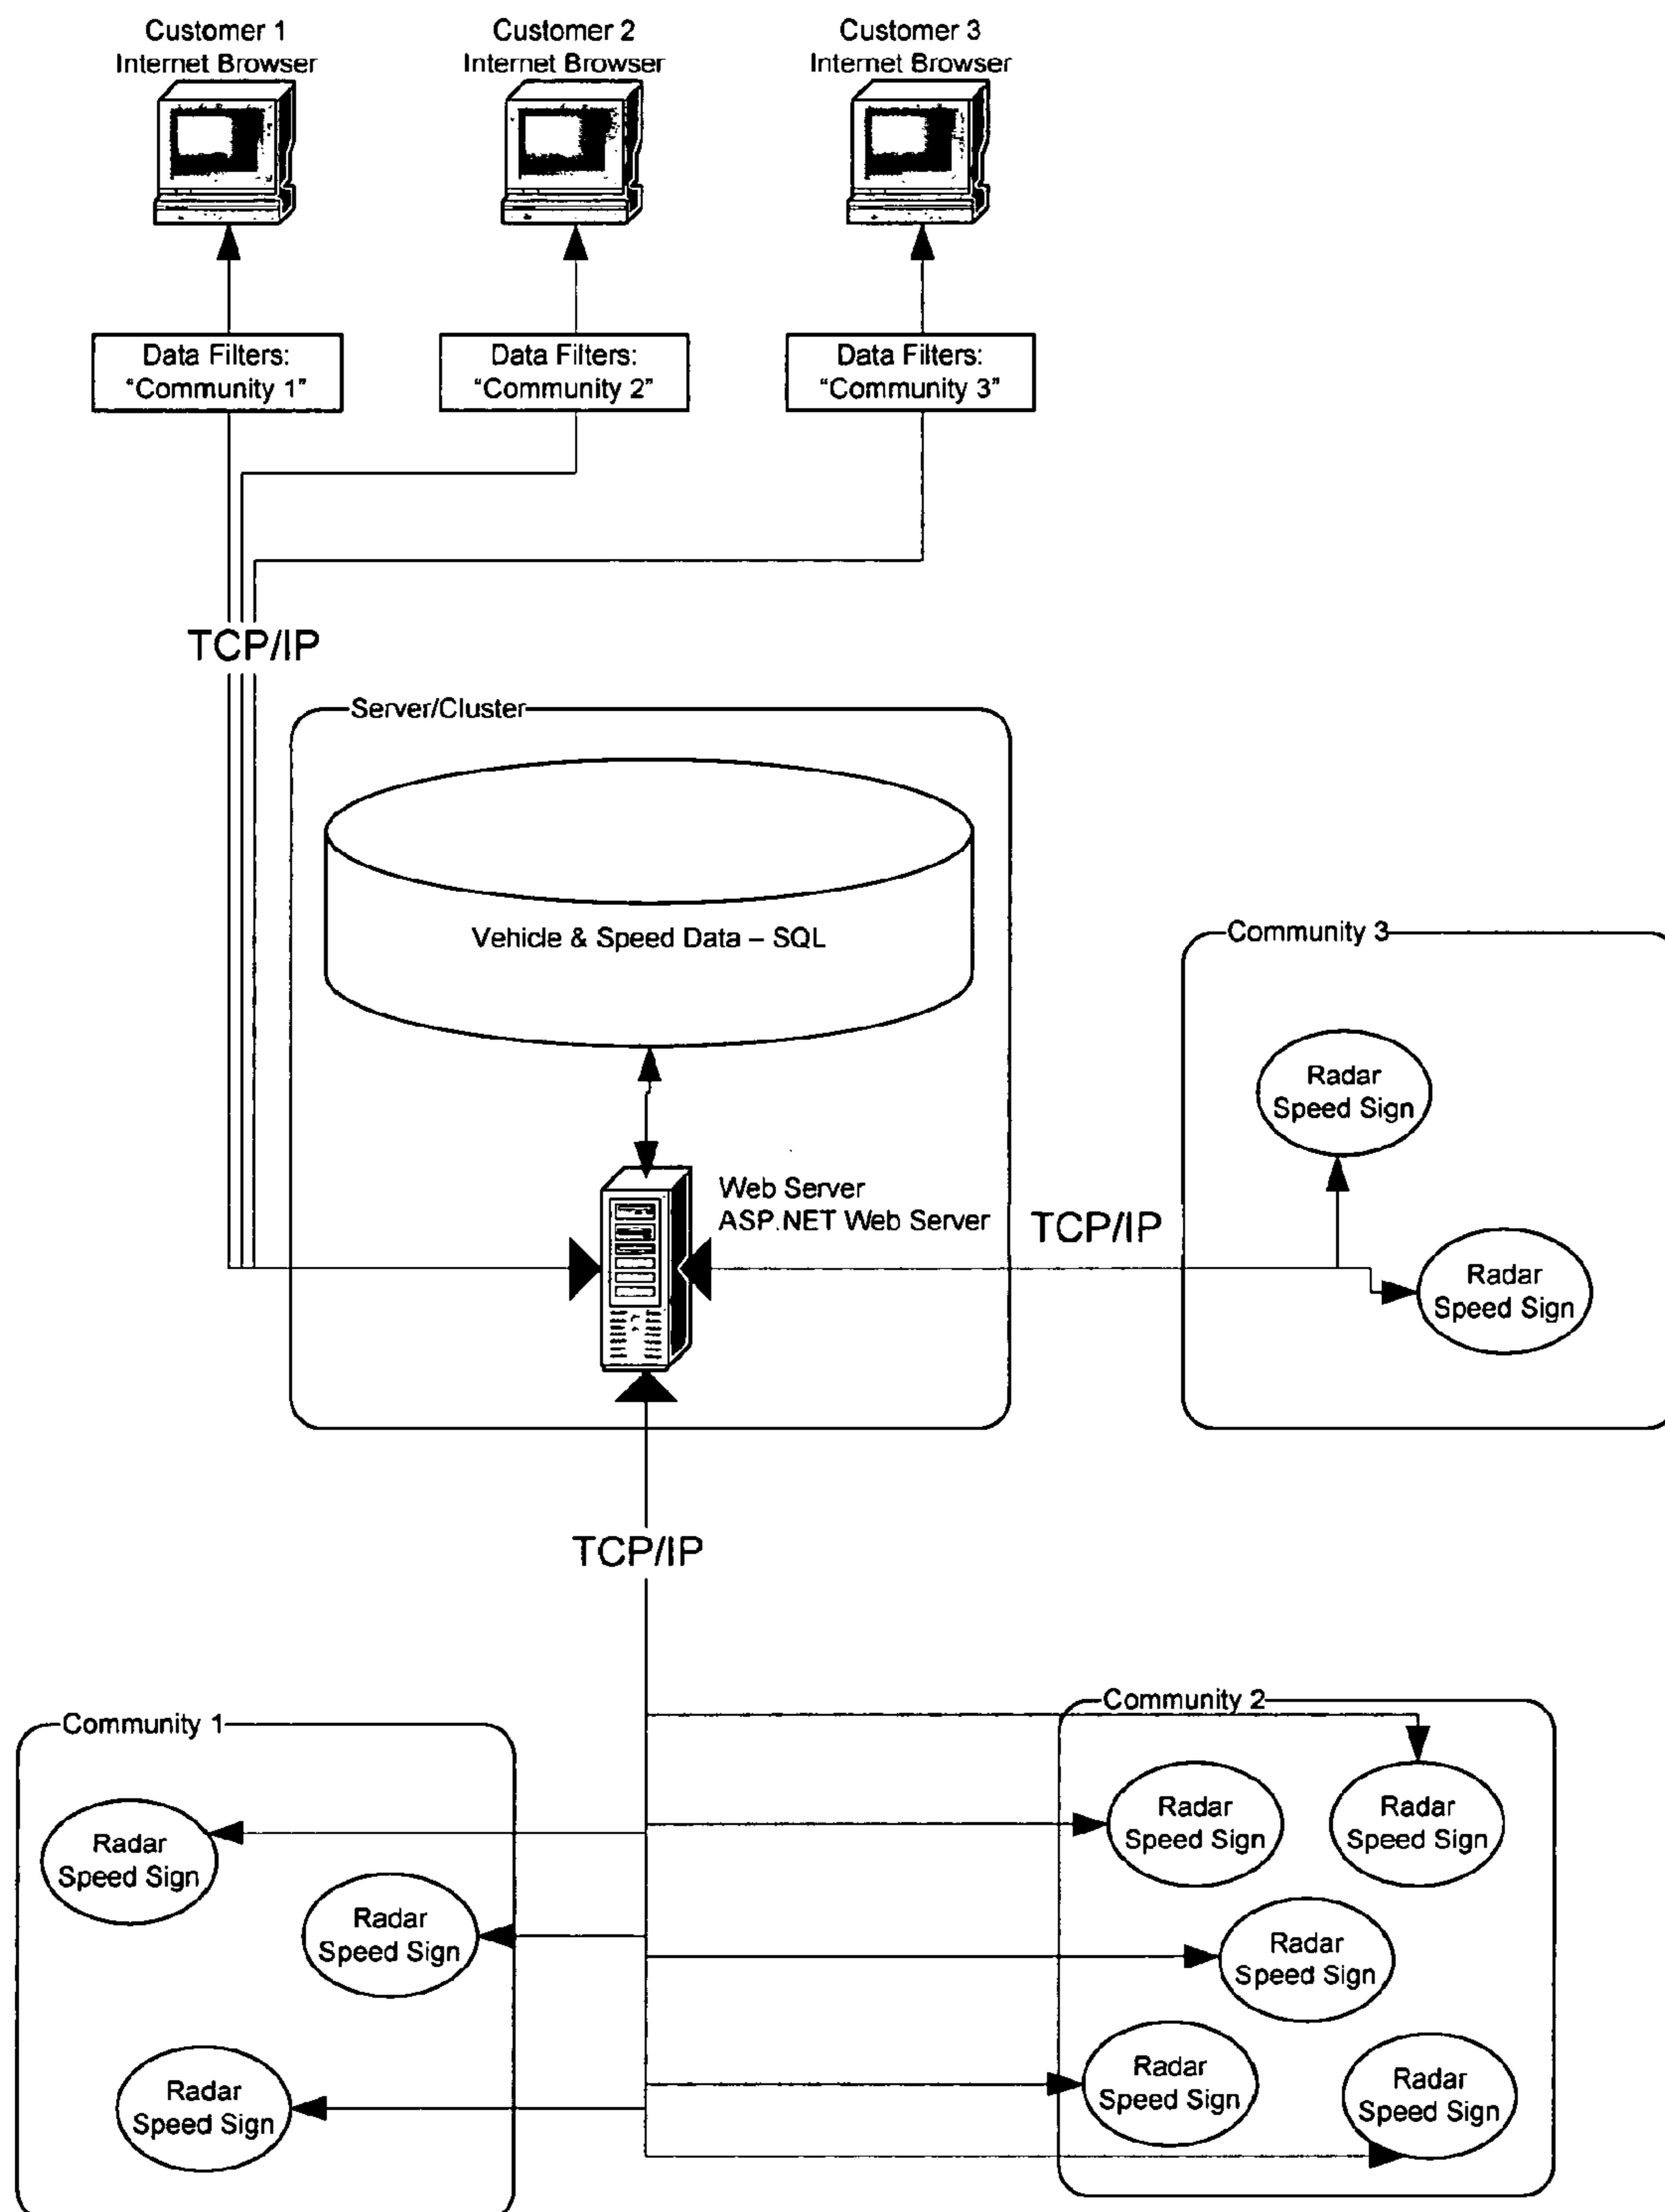 Customer 1
Internet Browser
Customer 2
Internet Browser
Customer 3
Internet Browser
Data Filters:
“Community 1”
Data Filters:
“Community 2”
Data Filters:
“Community 3”
TCP/IP
Server/Cluster
Vehicle & Speed Data – SQL
Web Server
ASP.NET Web Server
TCP/IP
Community 3
Radar
Speed Sign
Radar
Speed Sign
TCP/IP
Community 1
Radar
Speed Sign
Radar
Speed Sign
Radar
Speed Sign
Community 2
Radar
Speed Sign
Radar
Speed Sign
Radar
Speed Sign
Radar
Speed Sign
Radar
Speed Sign